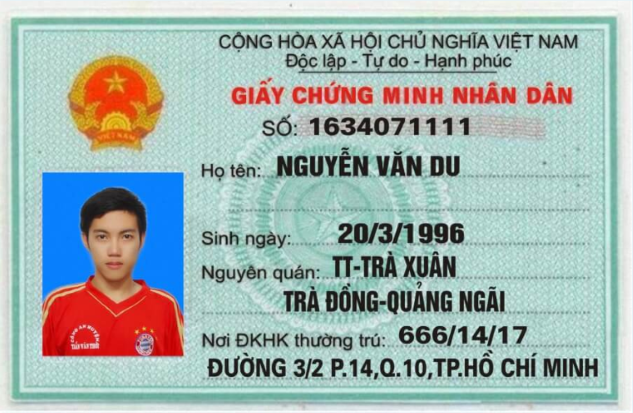 CỘNG HÒA XÃ HỘI CHỦ NGHĨA VIỆT NAM
Độc lập - Tự do - Hạnh phúc
GIẤY CHỨNG MINH NHÂN DÂN
SỐ: 1634071111
Họ tên: NGUYỄN VĂN DU
Sinh ngày: 20/3/1996
Nguyên quán: TT-TRÀ XUÂN
TRÀ ĐỒNG-QUẢNG NGÃI
Nơi ĐKHK thường trú: 666/14/17
ĐƯỜNG 3/2 P.14,Q.10,TP.HỒ CHÍ MINH
VIỆT NAM